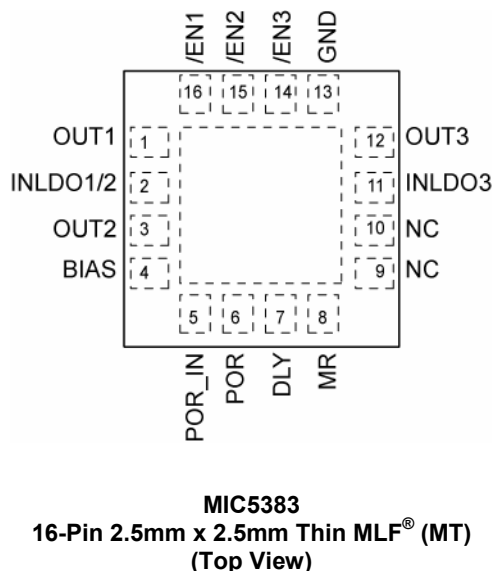 /EN1
/EN2
/EN3
GND
16
15
14
13
OUT1
1
12
OUT3
INLDO1/2
2
11
INLDO3
OUT2
3
10
NC
BIAS
4
9
NC
5
6
7
8
POR_IN
POR
DLY
MR
MIC5383
16-Pin 2.5mm x 2.5mm Thin MLF® (MT)
(Top View)